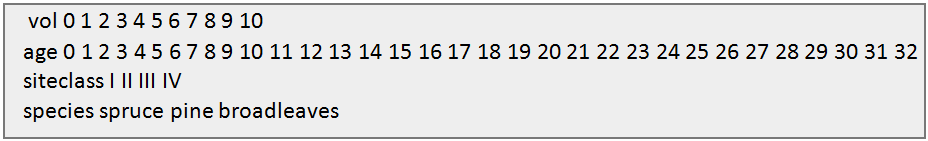 vol 0 1 2 3 4 5 6 7 8 9 10
age 0 1 2 3 4 5 6 7 8 9 10 11 12 13 14 15 16 17 18 19 20 21 22 23 24 25 26 27 28 29 30 31 32
siteclass I II III IV
species spruce pine broadleaves